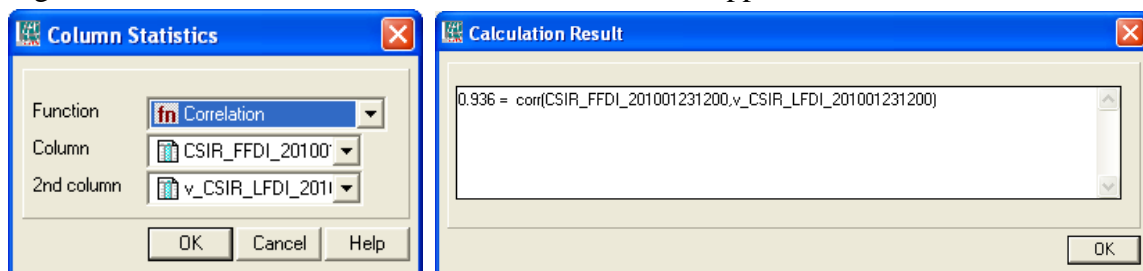 Column Statistics
Function
fn Correlation
Column
CSIR_FFDI_20100
2nd column
v_CSIR_LFDI_201
OK Cancel Help
Calculation Result
0.936 = corr(CSIR_FFDI_201001231200,v_CSIR_LFDI_201001231200)
OK